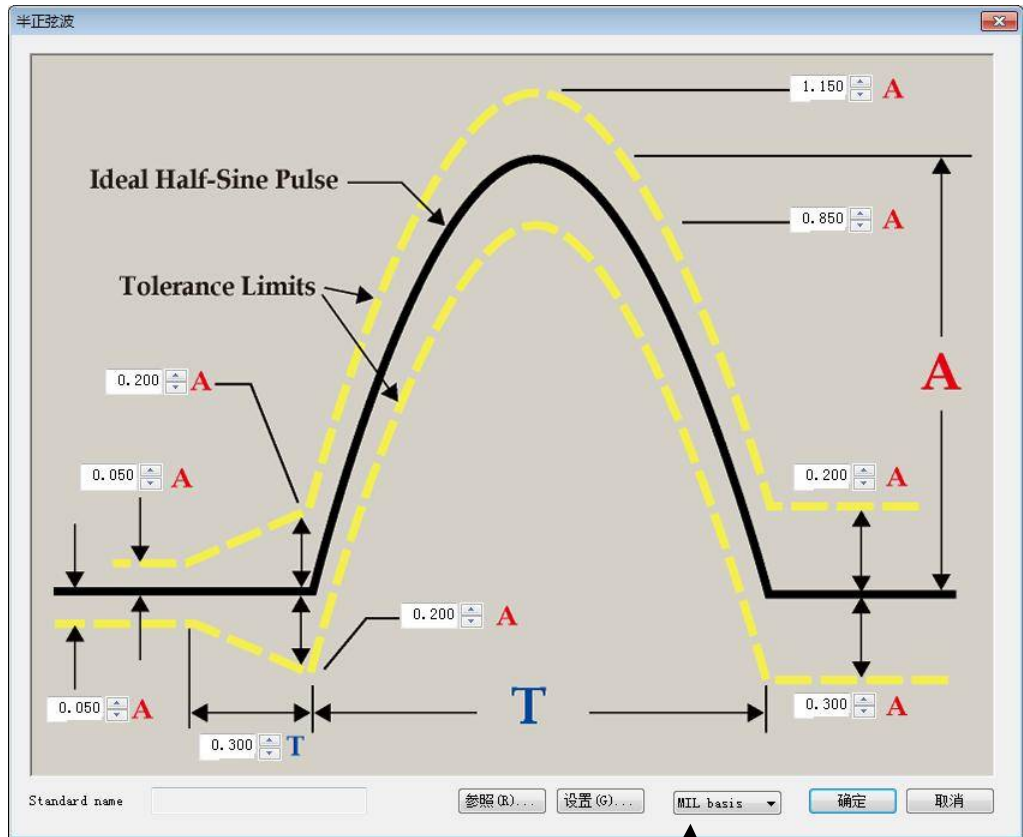 半正弦波
1.150 A
Ideal Half-Sine Pulse
0.850 A
Tolerance Limits
0.200 A
A
0.050 A
0.200 A
0.200 A
0.050 A
T
0.300 A
0.300 T
Standard name
参照(R)...
设置(G)...
MIL basis
确定
取消